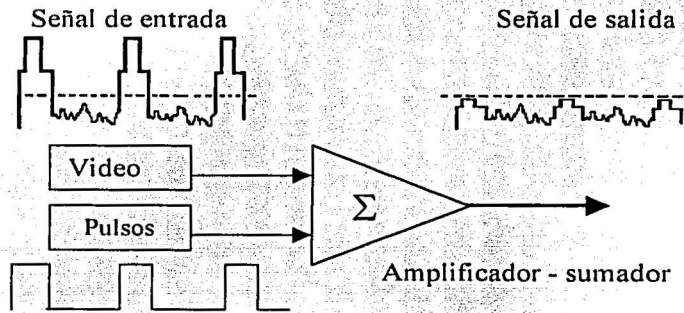 Señal de entrada
Señal de salida
Video
Pulsos
Σ
Amplificador - sumador